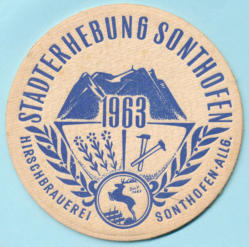 STADTERHEBUNG SONTHOFEN
1963
HIRSCHBRAUEREI
SONTHOFEN-ALLG.